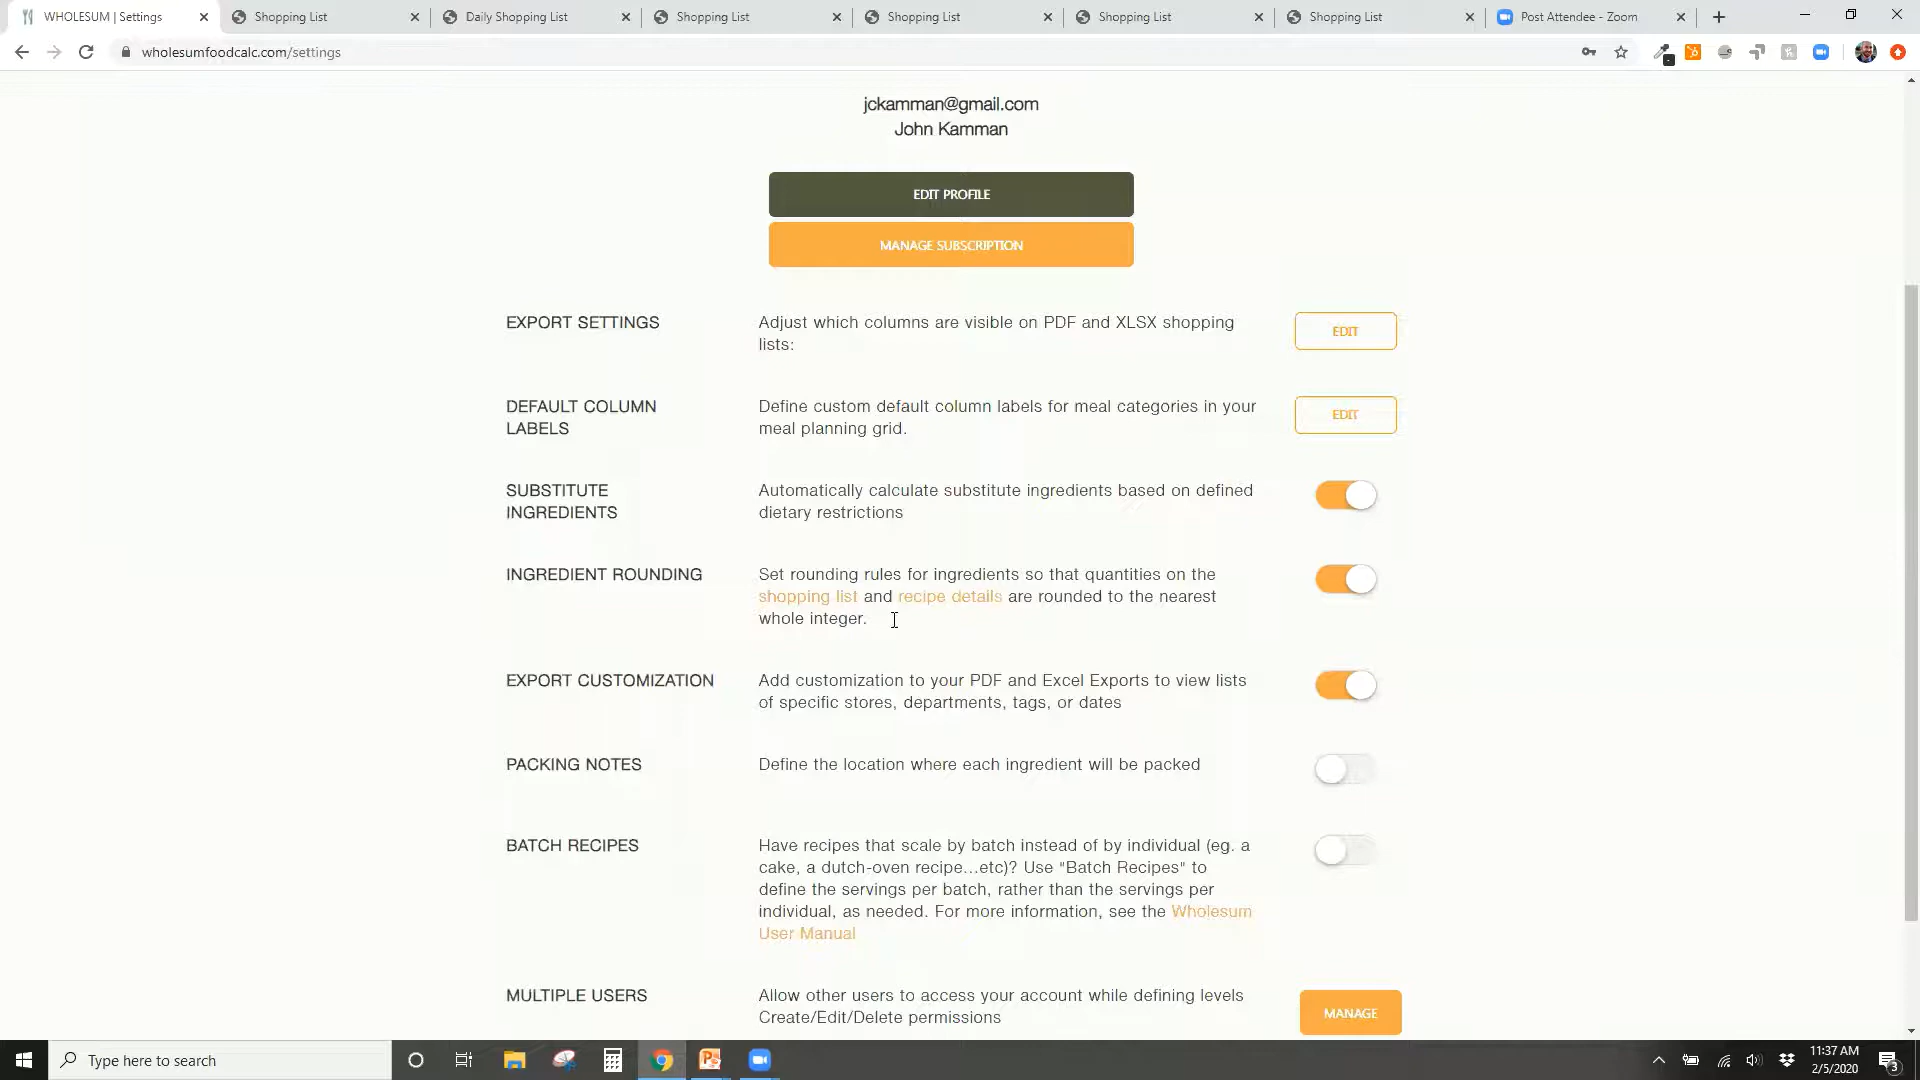 WHOLESUM | Settings
Shopping List
Daily Shopping List
Shopping List
Shopping List
Shopping List
Shopping List
Post Attendee - Zoom
wholesumfoodcalc.com/settings
jckamman@gmail.com
John Kamman
EDIT PROFILE
MANAGE SUBSCRIPTION
EXPORT SETTINGS
Adjust which columns are visible on PDF and XLSX shopping
lists:
EDIT
DEFAULT COLUMN
LABELS
Define custom default column labels for meal categories in your
meal planning grid.
EDIT
SUBSTITUTE
INGREDIENTS
Automatically calculate substitute ingredients based on defined
dietary restrictions
INGREDIENT ROUNDING
Set rounding rules for ingredients so that quantities on the
shopping list and recipe details are rounded to the nearest
whole integer.
EXPORT CUSTOMIZATION
Add customization to your PDF and Excel Exports to view lists
of specific stores, departments, tags, or dates
PACKING NOTES
Define the location where each ingredient will be packed
BATCH RECIPES
Have recipes that scale by batch instead of by individual (eg. a
cake, a dutch-oven recipe...etc)? Use "Batch Recipes" to
define the servings per batch, rather than the servings per
individual, as needed. For more information, see the Wholesum
User Manual
MULTIPLE USERS
Allow other users to access your account while defining levels
Create/Edit/Delete permissions
MANAGE
Type here to search
11:37 AM
2/5/2020
3